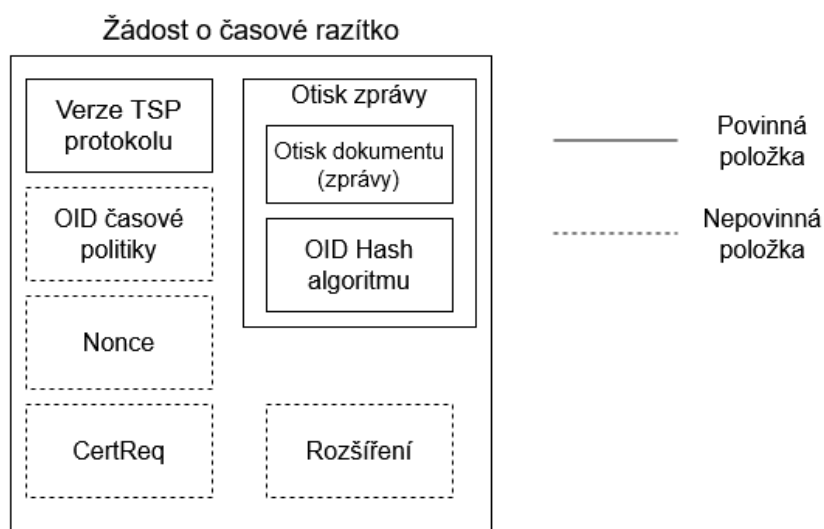 Žádost o časové razítko
Verze TSP
protokolu
OID časové
politiky
Nonce
CertReq
Otisk zprávy
Otisk dokumentu
(zprávy)
OID Hash
algoritmu
Rozšíření
Povinná
položka
Nepovinná
položka